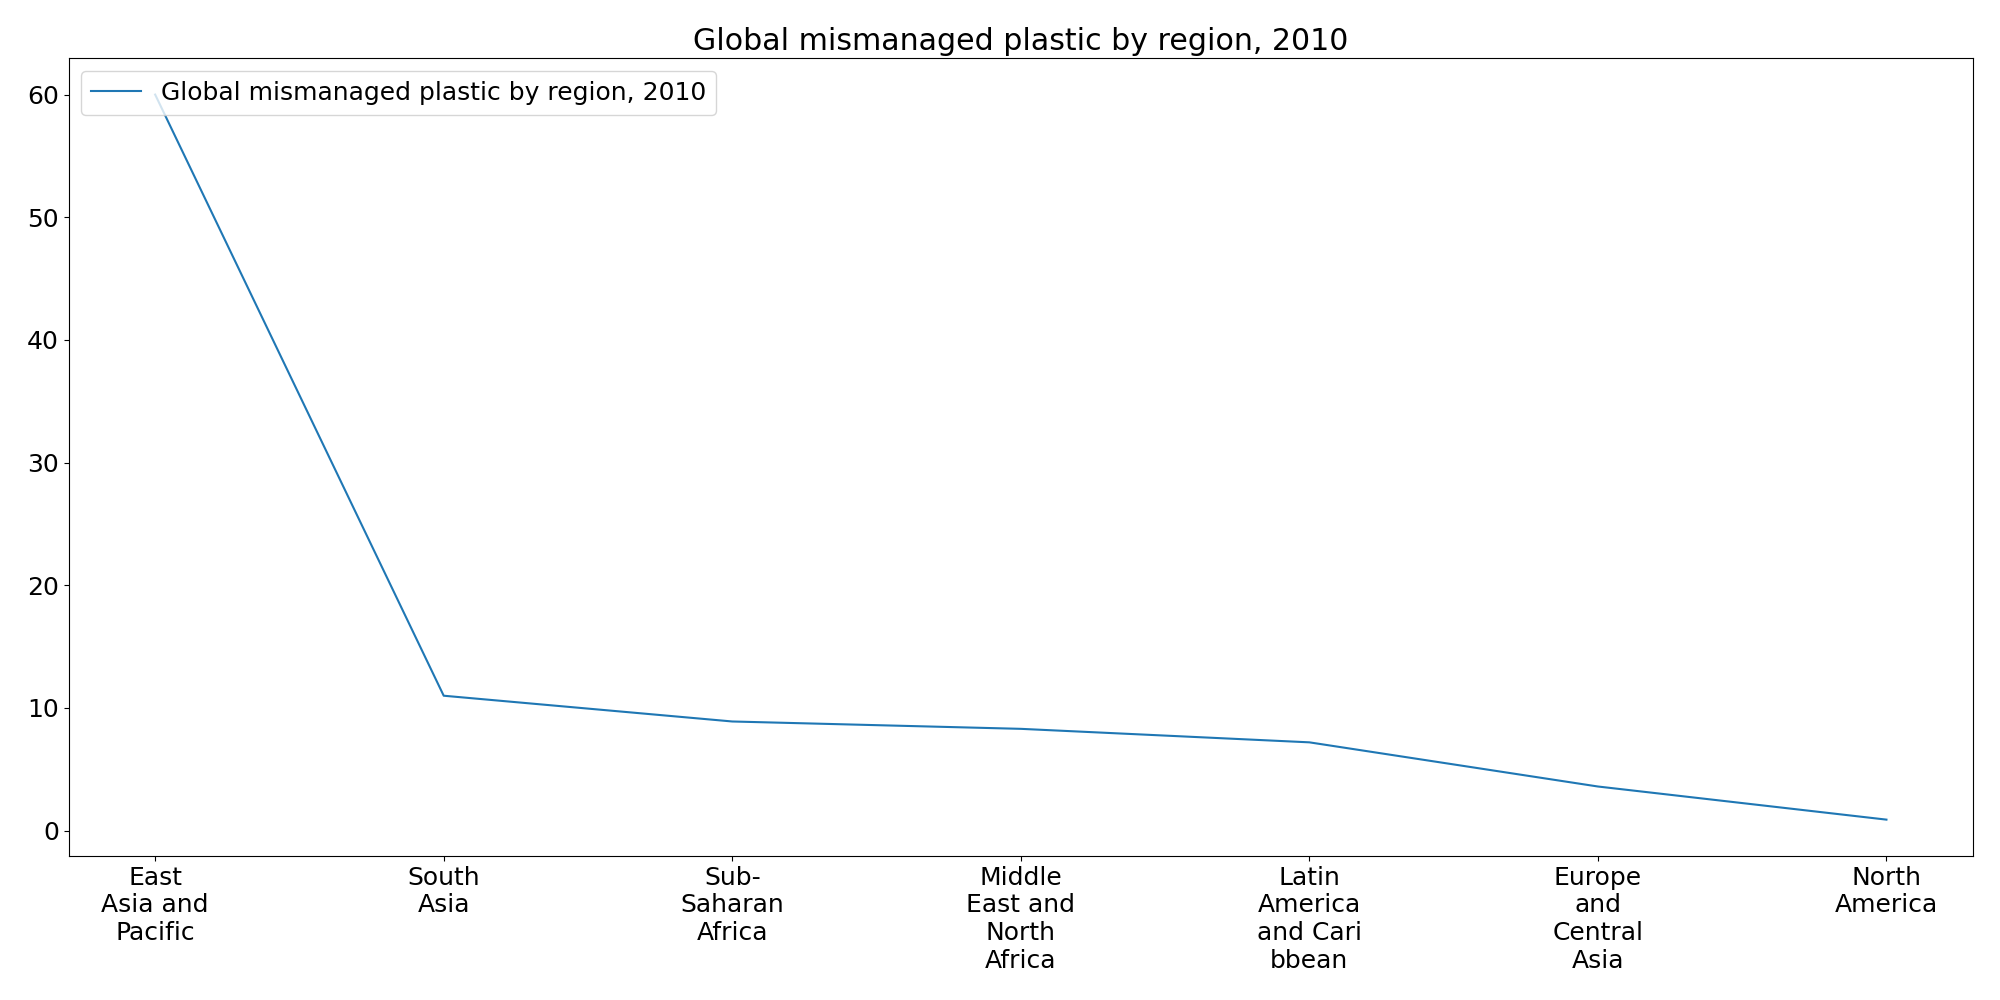 Global mismanaged plastic by region, 2010
Global mismanaged plastic by region, 2010
60
50
40
30
20
10
0
East
Asia and
Pacific
South
Asia
Sub-
Saharan
Africa
Middle
East and
North
Africa
Latin
America
and Cari
bbean
Europe
and
Central
Asia
North
America